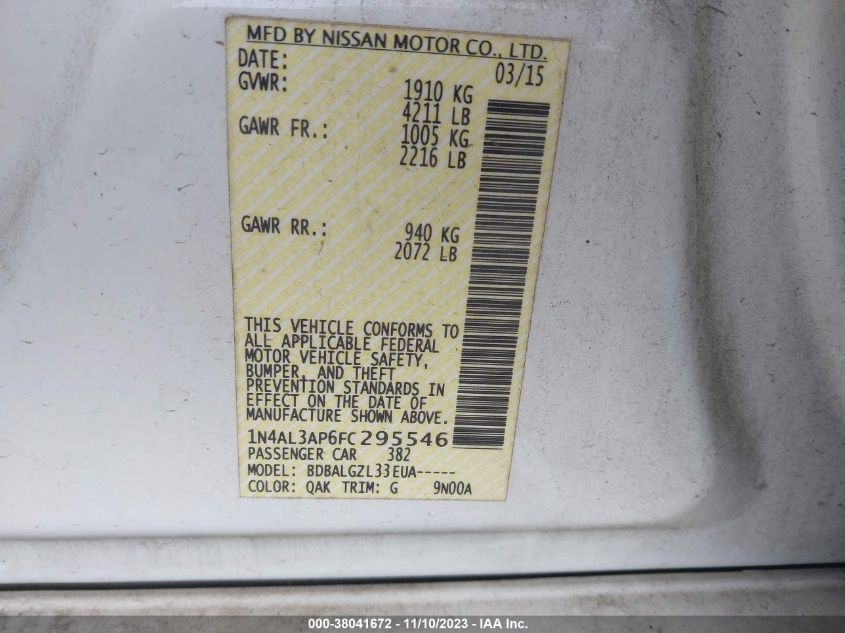 MFD BY NISSAN MOTOR CO., LTD.
DATE: 03/15
GVWR: 1910 KG
4211 LB
GAWR FR.: 1005 KG
2216 LB
GAWR RR.: 940 KG
2072 LB
THIS VEHICLE CONFORMS TO
ALL APPLICABLE FEDERAL
MOTOR VEHICLE SAFETY,
BUMPER, AND THEFT
PREVENTION STANDARDS IN
EFFECT ON THE DATE OF
MANUFACTURE SHOWN ABOVE.
1N4AL3AP6FC295546
PASSENGER CAR 382
MODEL: BDBALGZL33EUA-----
COLOR: QAK TRIM: G 9N00A
000-38041672 - 11/10/2023 - IAA Inc.